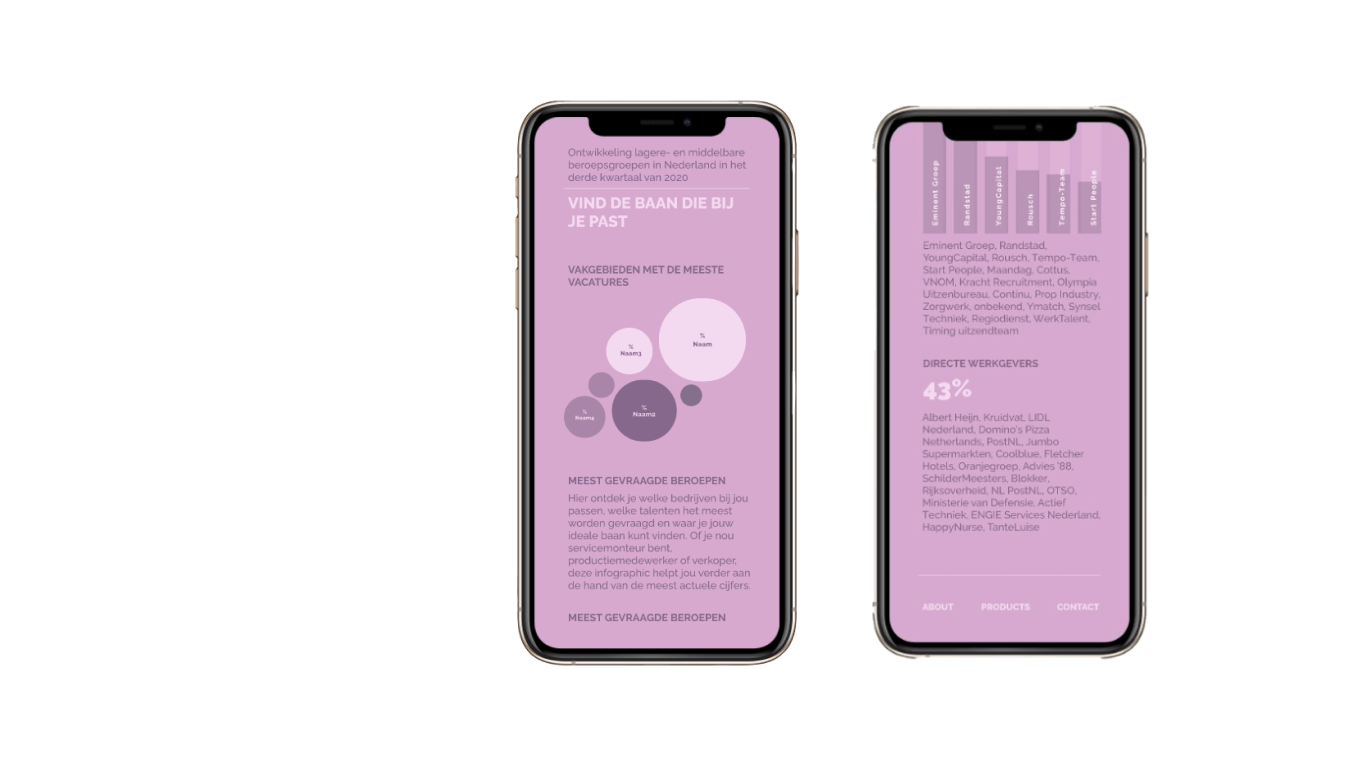 Ontwikkeling lagere- en middelbare
beroepsgroepen in Nederland in het
derde kwartaal van 2020
VIND DE BAAN DIE BIJ
JE PAST
VAKGEBIEDEN MET DE MEESTE
VACATURES
%
Naam
%
Naam3
%
Naam2
%
MEEST GEVRAAGDE BEROEPEN
Hier ontdek je welke bedrijven bij jou
passen, welke talenten het meest
worden gevraagd en waar je jouw
ideale baan kunt vinden. Of je nou
servicemonteur bent,
productiemedewerker of verkoper,
deze infographic helpt jou verder aan
de hand van de meest actuele cijfers.
MEEST GEVRAAGDE BEROEPEN
Eminent Groep
Randstad
YoungCapital
Rousch
Tempo-Team
Start People
Eminent Groep, Randstad,
YoungCapital, Rousch, Tempo-Team,
Start People, Maandag, Cottus,
VNOM, Kracht Recruitment, Olympia
Uitzenbureau, Continu, Prop Industry,
Zorgwerk, onbekend, Ymatch, Synsel
Techniek, Regiodienst, WerkTalent,
Timing uitzendteam
DIRECTE WERKGEVERS
43%
Albert Heijn, Kruidvat, LIDL
Nederland, Domino's Pizza
Netherlands, PostNL, Jumbo
Supermarkten, Coolblue, Fletcher
Hotels, Oranjegroep, Advies '88,
SchilderMeesters, Blokker,
Rijksoverheid, NL PostNL, OTSO,
Ministerie van Defensie, Actief
Techniek, ENGIE Services Nederland,
HappyNurse, TanteLuise
ABOUT PRODUCTS CONTACT